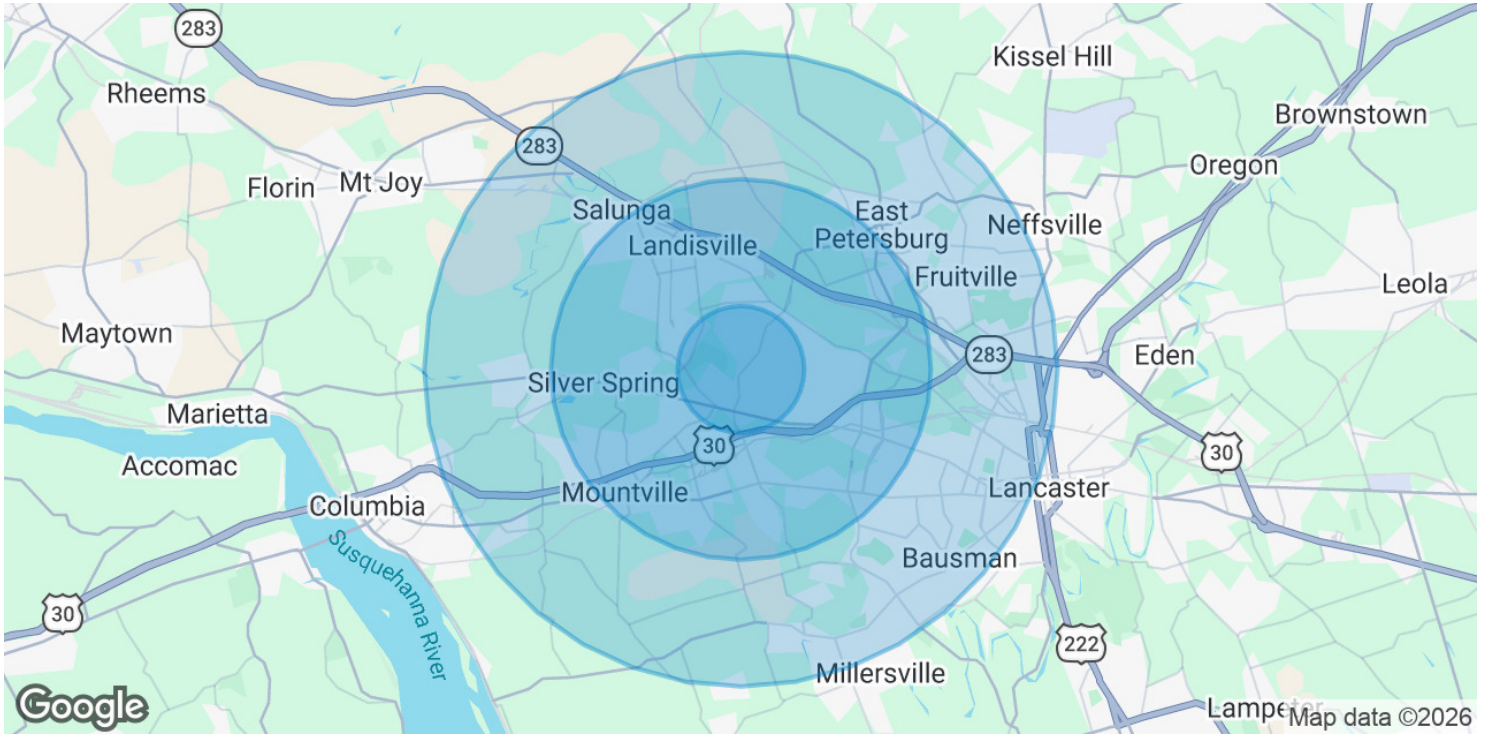 283
Kissel Hill
Rheems
Brownstown
283
Oregon
Florin
Mt Joy
Salunga
East
Petersburg
Neffsville
Landisville
Fruitville
Leola
Maytown
283
Eden
Silver Spring
Marietta
30
30
Accomac
Mountville
Lancaster
Columbia
Susquehanna River
Bausman
30
222
Millersville
Google
Lampeter
Map data ©2026